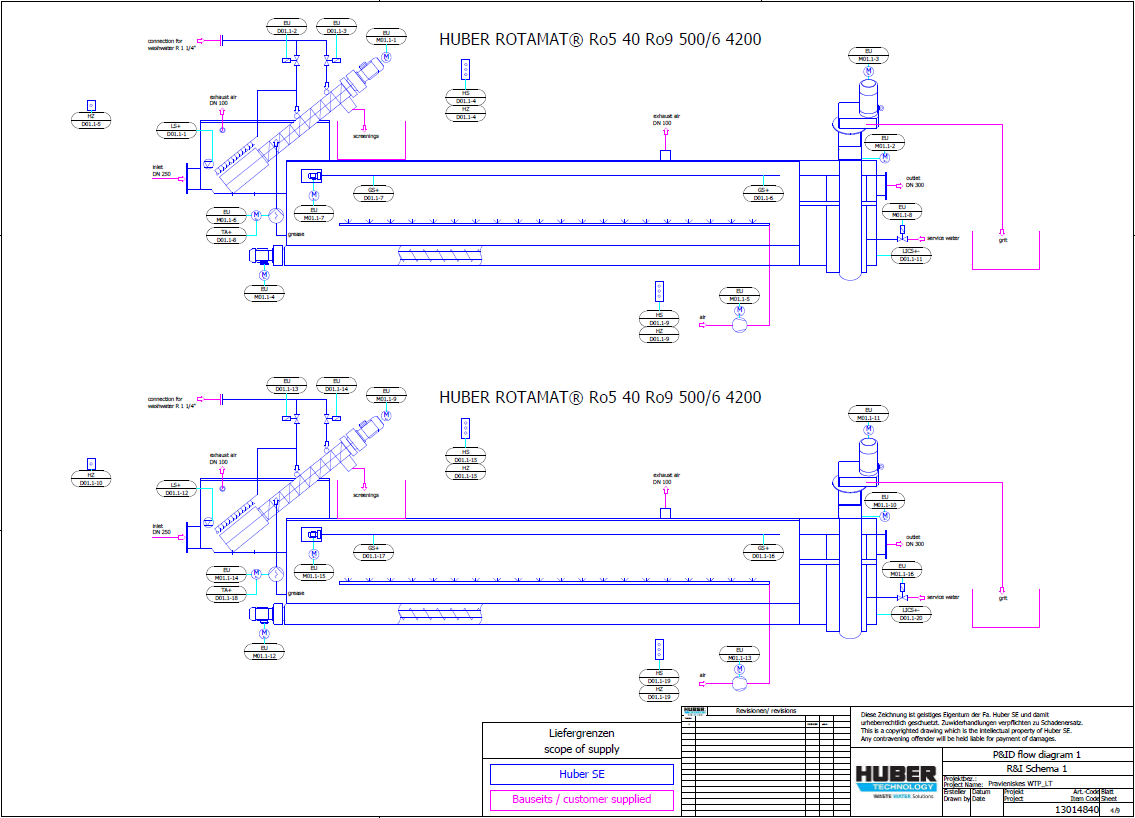 HUBER ROTAMAT® Ro5 40 Ro9 500/6 4200
EU
D01.1-2
EU
D01.1-3
EU
M01.1-1
connection for
washwater R 1 1/4"
M
HS
D01.1-4
HZ
D01.1-4
EU
M01.1-3
M
HZ
D01.1-5
exhaust air
DN 100
LS+
D01.1-1
screenings
exhaust air
DN 100
EU
M01.1-2
M
inlet
DN 250
M
EU
M01.1-7
GS+
D01.1-7
GS+
D01.1-6
outlet
DN 300
EU
M01.1-6
M
TA+
D01.1-8
grease
EU
M01.1-8
service water
LICS+-
D01.1-11
grit
M
EU
M01.1-4
HS
D01.1-9
HZ
D01.1-9
EU
M01.1-5
M
air
HUBER ROTAMAT® Ro5 40 Ro9 500/6 4200
EU
D01.1-13
EU
D01.1-14
EU
M01.1-9
connection for
washwater R 1 1/4"
M
HS
D01.1-15
HZ
D01.1-15
EU
M01.1-11
M
HZ
D01.1-10
exhaust air
DN 100
LS+
D01.1-12
screenings
exhaust air
DN 100
EU
M01.1-10
M
inlet
DN 250
M
EU
M01.1-15
GS+
D01.1-17
GS+
D01.1-16
outlet
DN 300
EU
M01.1-14
M
TA+
D01.1-18
grease
EU
M01.1-16
service water
LICS+-
D01.1-20
grit
M
EU
M01.1-12
HS
D01.1-19
HZ
D01.1-19
EU
M01.1-13
M
air
Liefergrenzen
scope of supply
Huber SE
Bauseits / customer supplied
HUBER
Revisionen/ revisions
Diese Zeichnung ist geistiges Eigentum der Fa. Huber SE und damit
urheberrechtlich geschuetzt. Zuwiderhandlungen verpflichten zu Schadenersatz.
This is a copyrighted drawing which is the intellectual property of Huber SE.
Any contravening offender will be held liable for payment of damages.
HUBER
TECHNOLOGY
WASTE WATER Solutions
P&ID flow diagram 1
R&I Schema 1
Projektbez.:
Project Name: Pravieniskes WTP_LT
Ersteller Datum Projekt Art.-Code Blatt
Drawn by Date Project Item Code Sheet
13014840 4/9